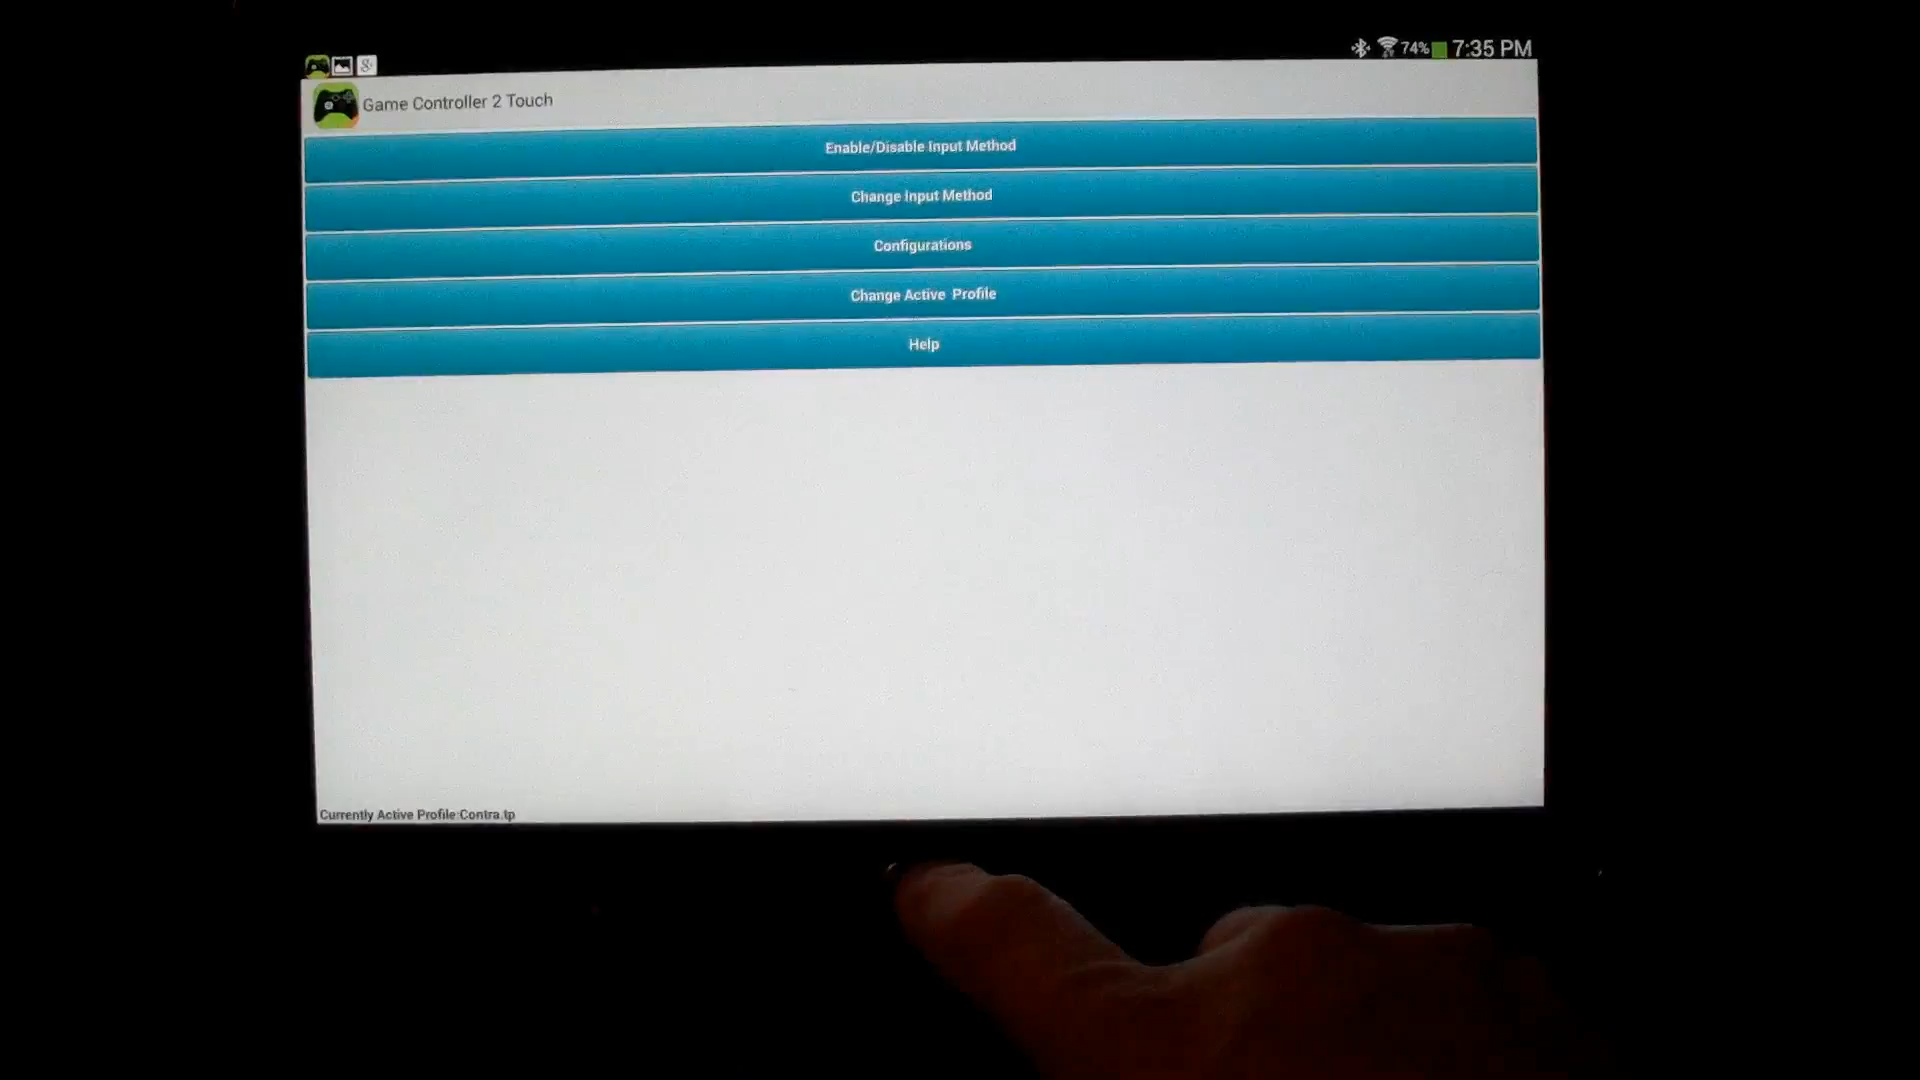 74% 7:35 PM
Game Controller 2 Touch
Enable/Disable Input Method
Change Input Method
Configurations
Change Active Profile
Help
Currently Active Profile:Contra.tp